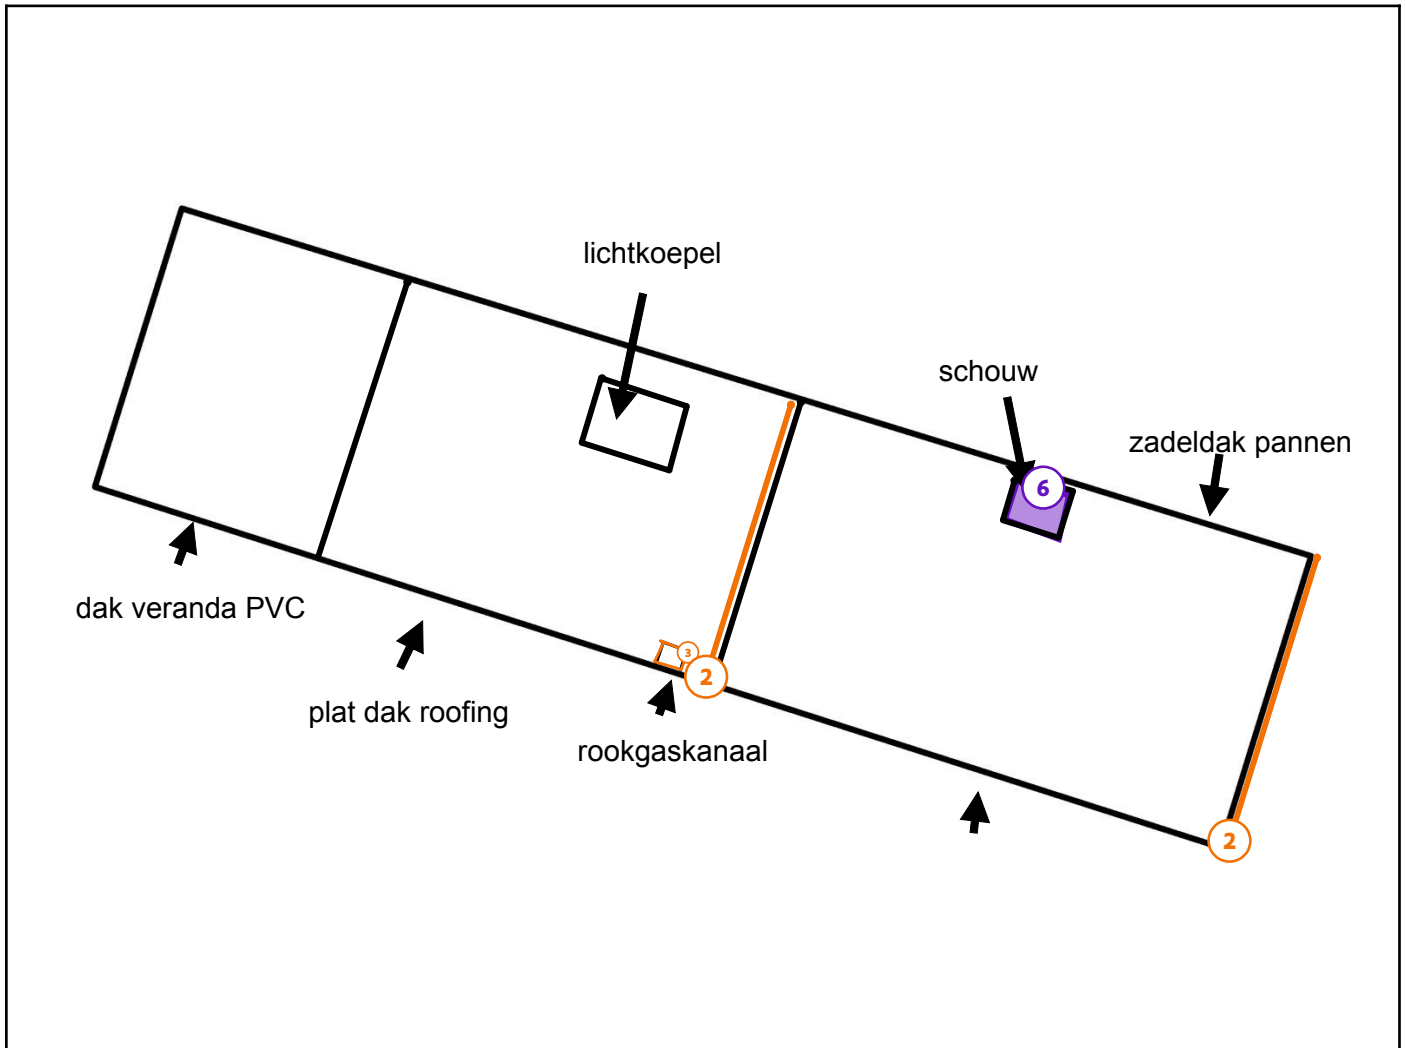 lichtkoepel
schouw
zadeldak pannen
6
dak veranda PVC
3
2
plat dak roofing
rookgaskanaal
2